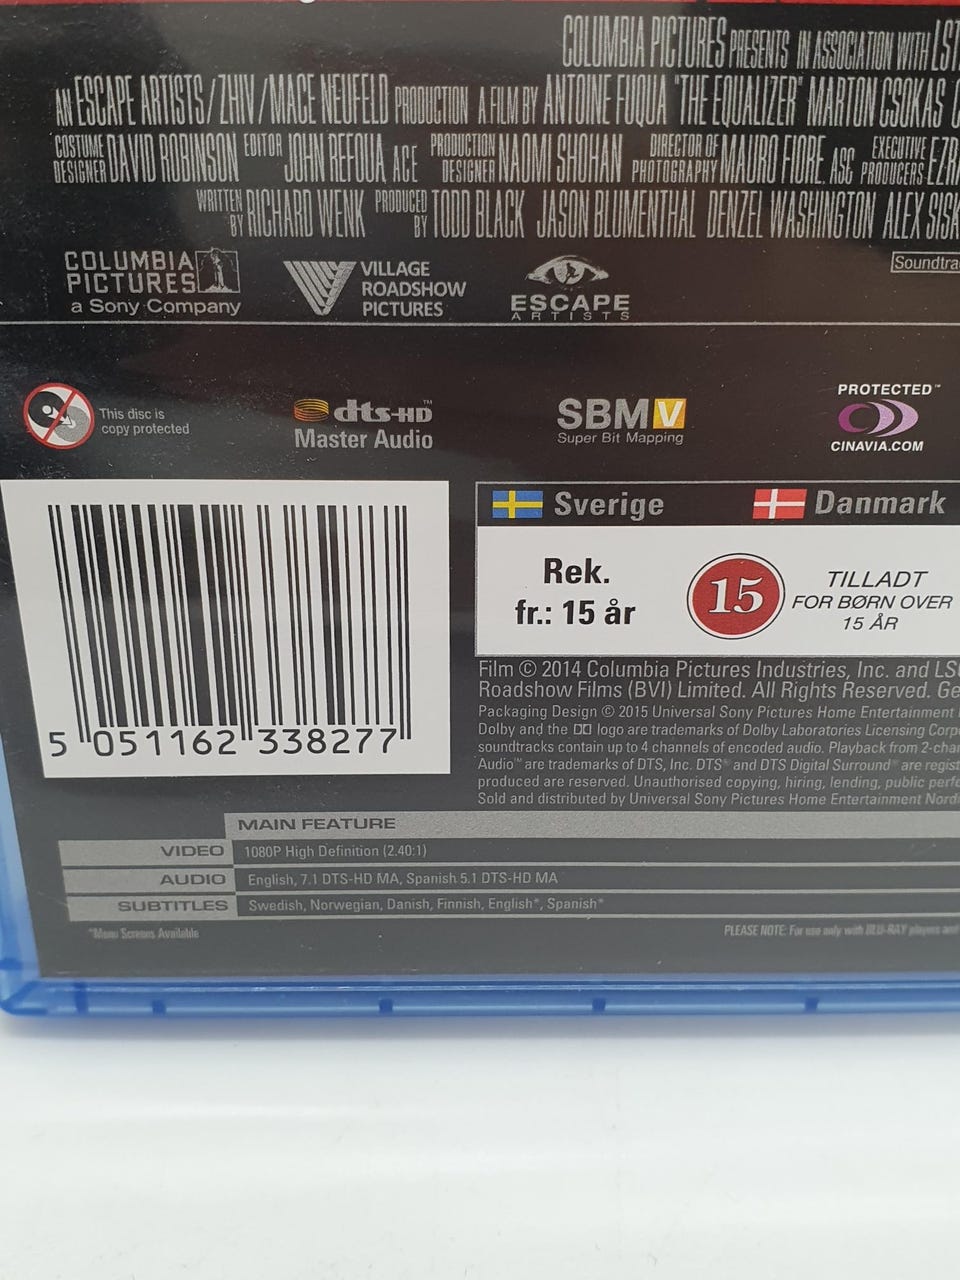 COLUMBIA PICTURES PRESENTS IN ASSOCIATION WITH
AN ESCAPE ARTISTS/ZHIV/MACE NEUFELD PRODUCTION A FILM BY ANTOINE FUQUA "THE EQUALIZER" MARTON CSOKAS
COSTUME DESIGNER DAVID ROBINSON EDITOR JOHN REFOUA ACE PRODUCTION DESIGNER NAOMI SHOHAN DIRECTOR OF PHOTOGRAPHY MAURO FIORE, ASC EXECUTIVE PRODUCERS
WRITTEN BY RICHARD WENK PRODUCED BY TODD BLACK JASON BLUMENTHAL DENZEL WASHINGTON ALEX
COLUMBIA
PICTURES
a Sony Company
VILLAGE
ROADSHOW
PICTURES
ESCAPE
ARTISTS
This disc is
copy protected
dts-HD™
Master Audio
SBMV
Super Bit Mapping
PROTECTED™
CINAVIA.COM
Sverige
Danmark
Rek.
fr.: 15 år
15
TILLADT
FOR BØRN OVER
15 ÅR
5 051162 338277
Film © 2014 Columbia Pictures Industries, Inc. and
Roadshow Films (BVI) Limited. All Rights Reserved.
Packaging Design © 2015 Universal Sony Pictures Home Entertainment
Dolby and the DD logo are trademarks of Dolby Laboratories Licensing
soundtracks contain up to 4 channels of encoded audio. Playback from
Audio™ are trademarks of DTS, Inc. DTS® and DTS Digital Surround® are
produced are reserved. Unauthorised copying, hiring, lending, public
Sold and distributed by Universal Sony Pictures Home Entertainment
MAIN FEATURE
VIDEO 1080P High Definition (2.40:1)
AUDIO English, 7.1 DTS-HD MA, Spanish 5.1 DTS-HD MA
SUBTITLES Swedish, Norwegian, Danish, Finnish, English*, Spanish*
*Menu Screens Available
PLEASE NOTE: For use only with BLU-RAY players and